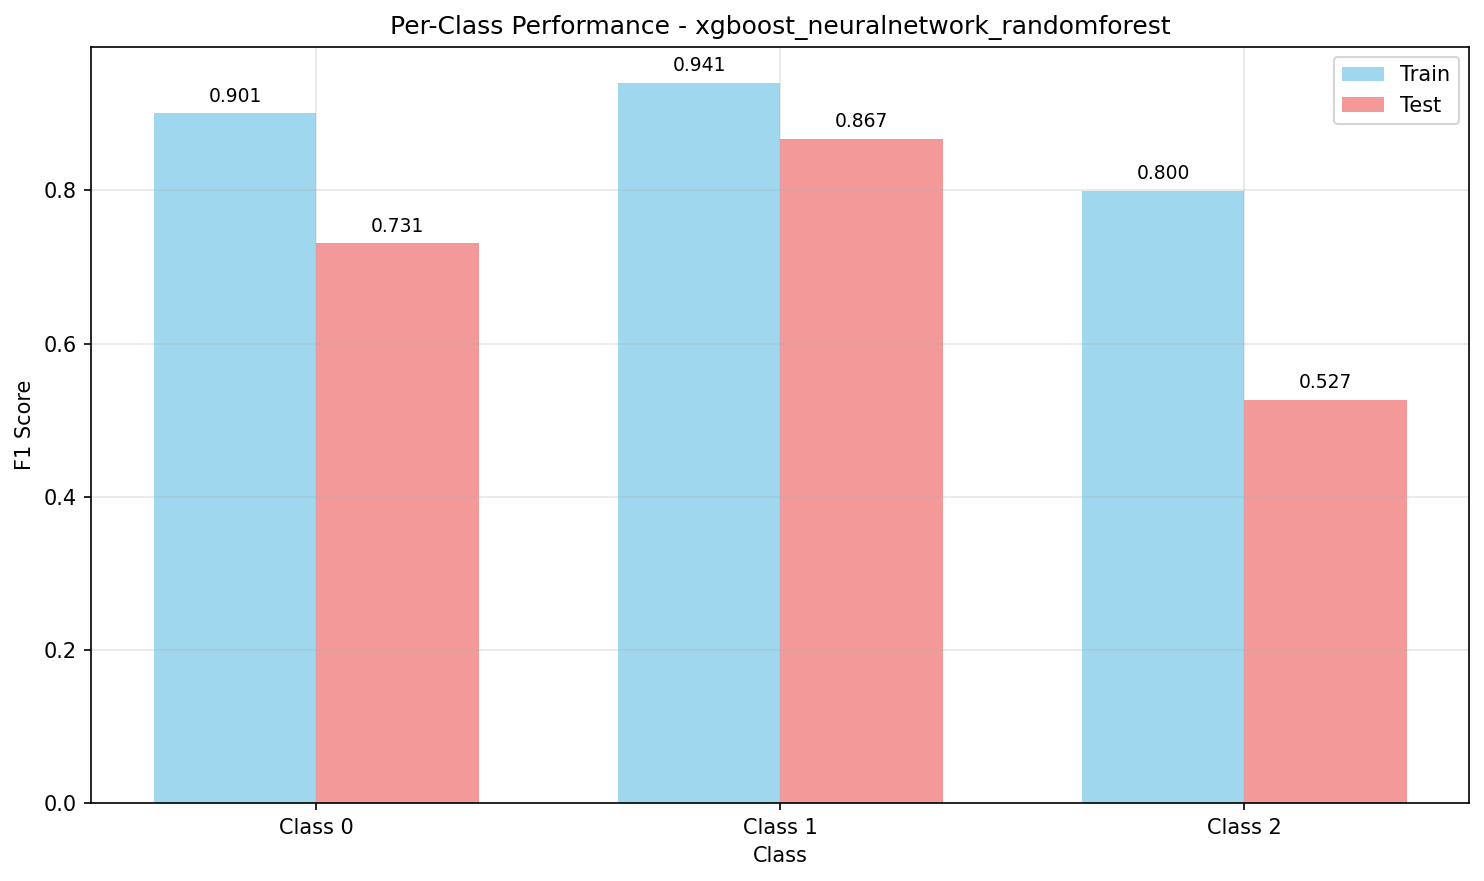 Per-Class Performance - xgboost_neuralnetwork_randomforest
Train
Test
0.901
0.731
0.941
0.867
0.800
0.527
F1 Score
0.8
0.6
0.4
0.2
0.0
Class 0
Class 1
Class 2
Class